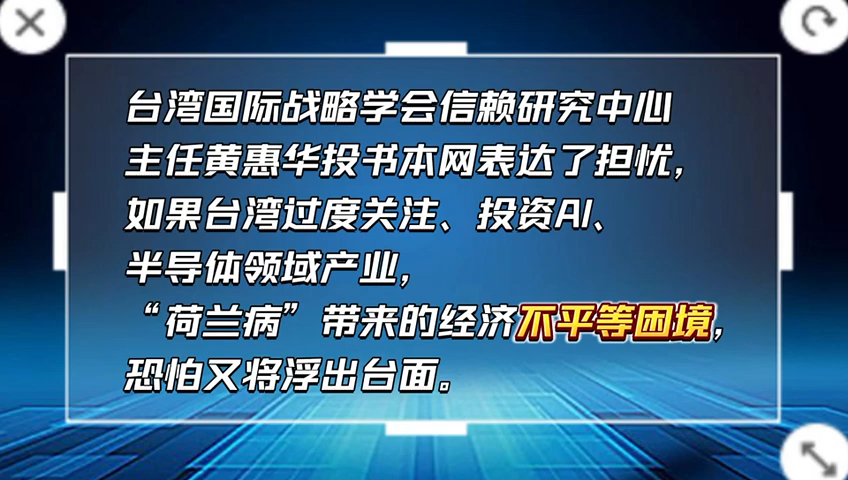 台湾国际战略学会信赖研究中心
主任黄惠华投书本网表达了担忧，
如果台湾过度关注、投资AI、
半导体领域产业，
“荷兰病”带来的经济不平等困境，
恐怕又将浮出台面。